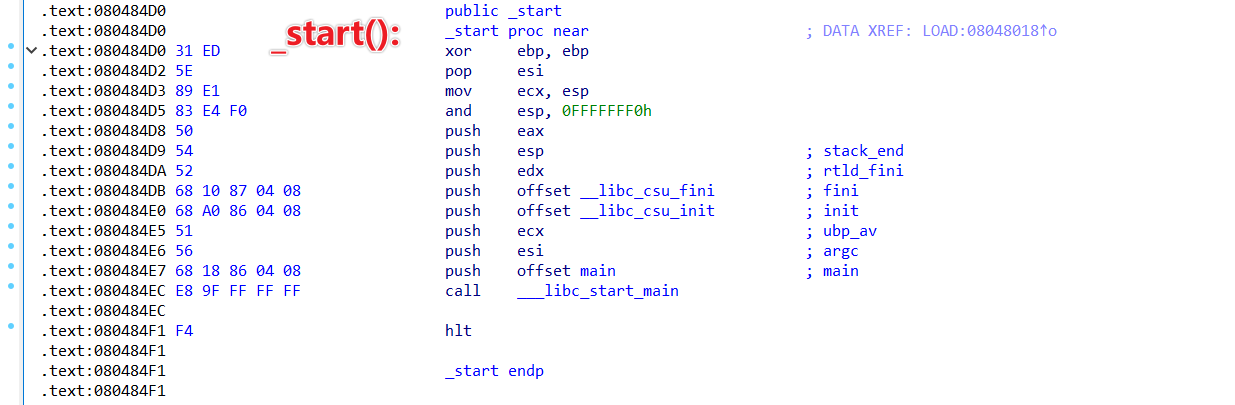 .text:080484D0 public _start
.text:080484D0 _start proc near ; DATA XREF: LOAD:08048018↑o
_start():
.text:080484D0 31 ED xor ebp, ebp
.text:080484D2 5E pop esi
.text:080484D3 89 E1 mov ecx, esp
.text:080484D5 83 E4 F0 and esp, 0FFFFFFF0h
.text:080484D8 50 push eax
.text:080484D9 54 push esp ; stack_end
.text:080484DA 52 push edx ; rtld_fini
.text:080484DB 68 10 87 04 08 push offset __libc_csu_fini ; fini
.text:080484E0 68 A0 86 04 08 push offset __libc_csu_init ; init
.text:080484E5 51 push ecx ; ubp_av
.text:080484E6 56 push esi ; argc
.text:080484E7 68 18 86 04 08 push offset main ; main
.text:080484EC E8 9F FF FF FF call ___libc_start_main
.text:080484EC
.text:080484F1 F4 hlt
.text:080484F1
.text:080484F1 _start endp
.text:080484F1